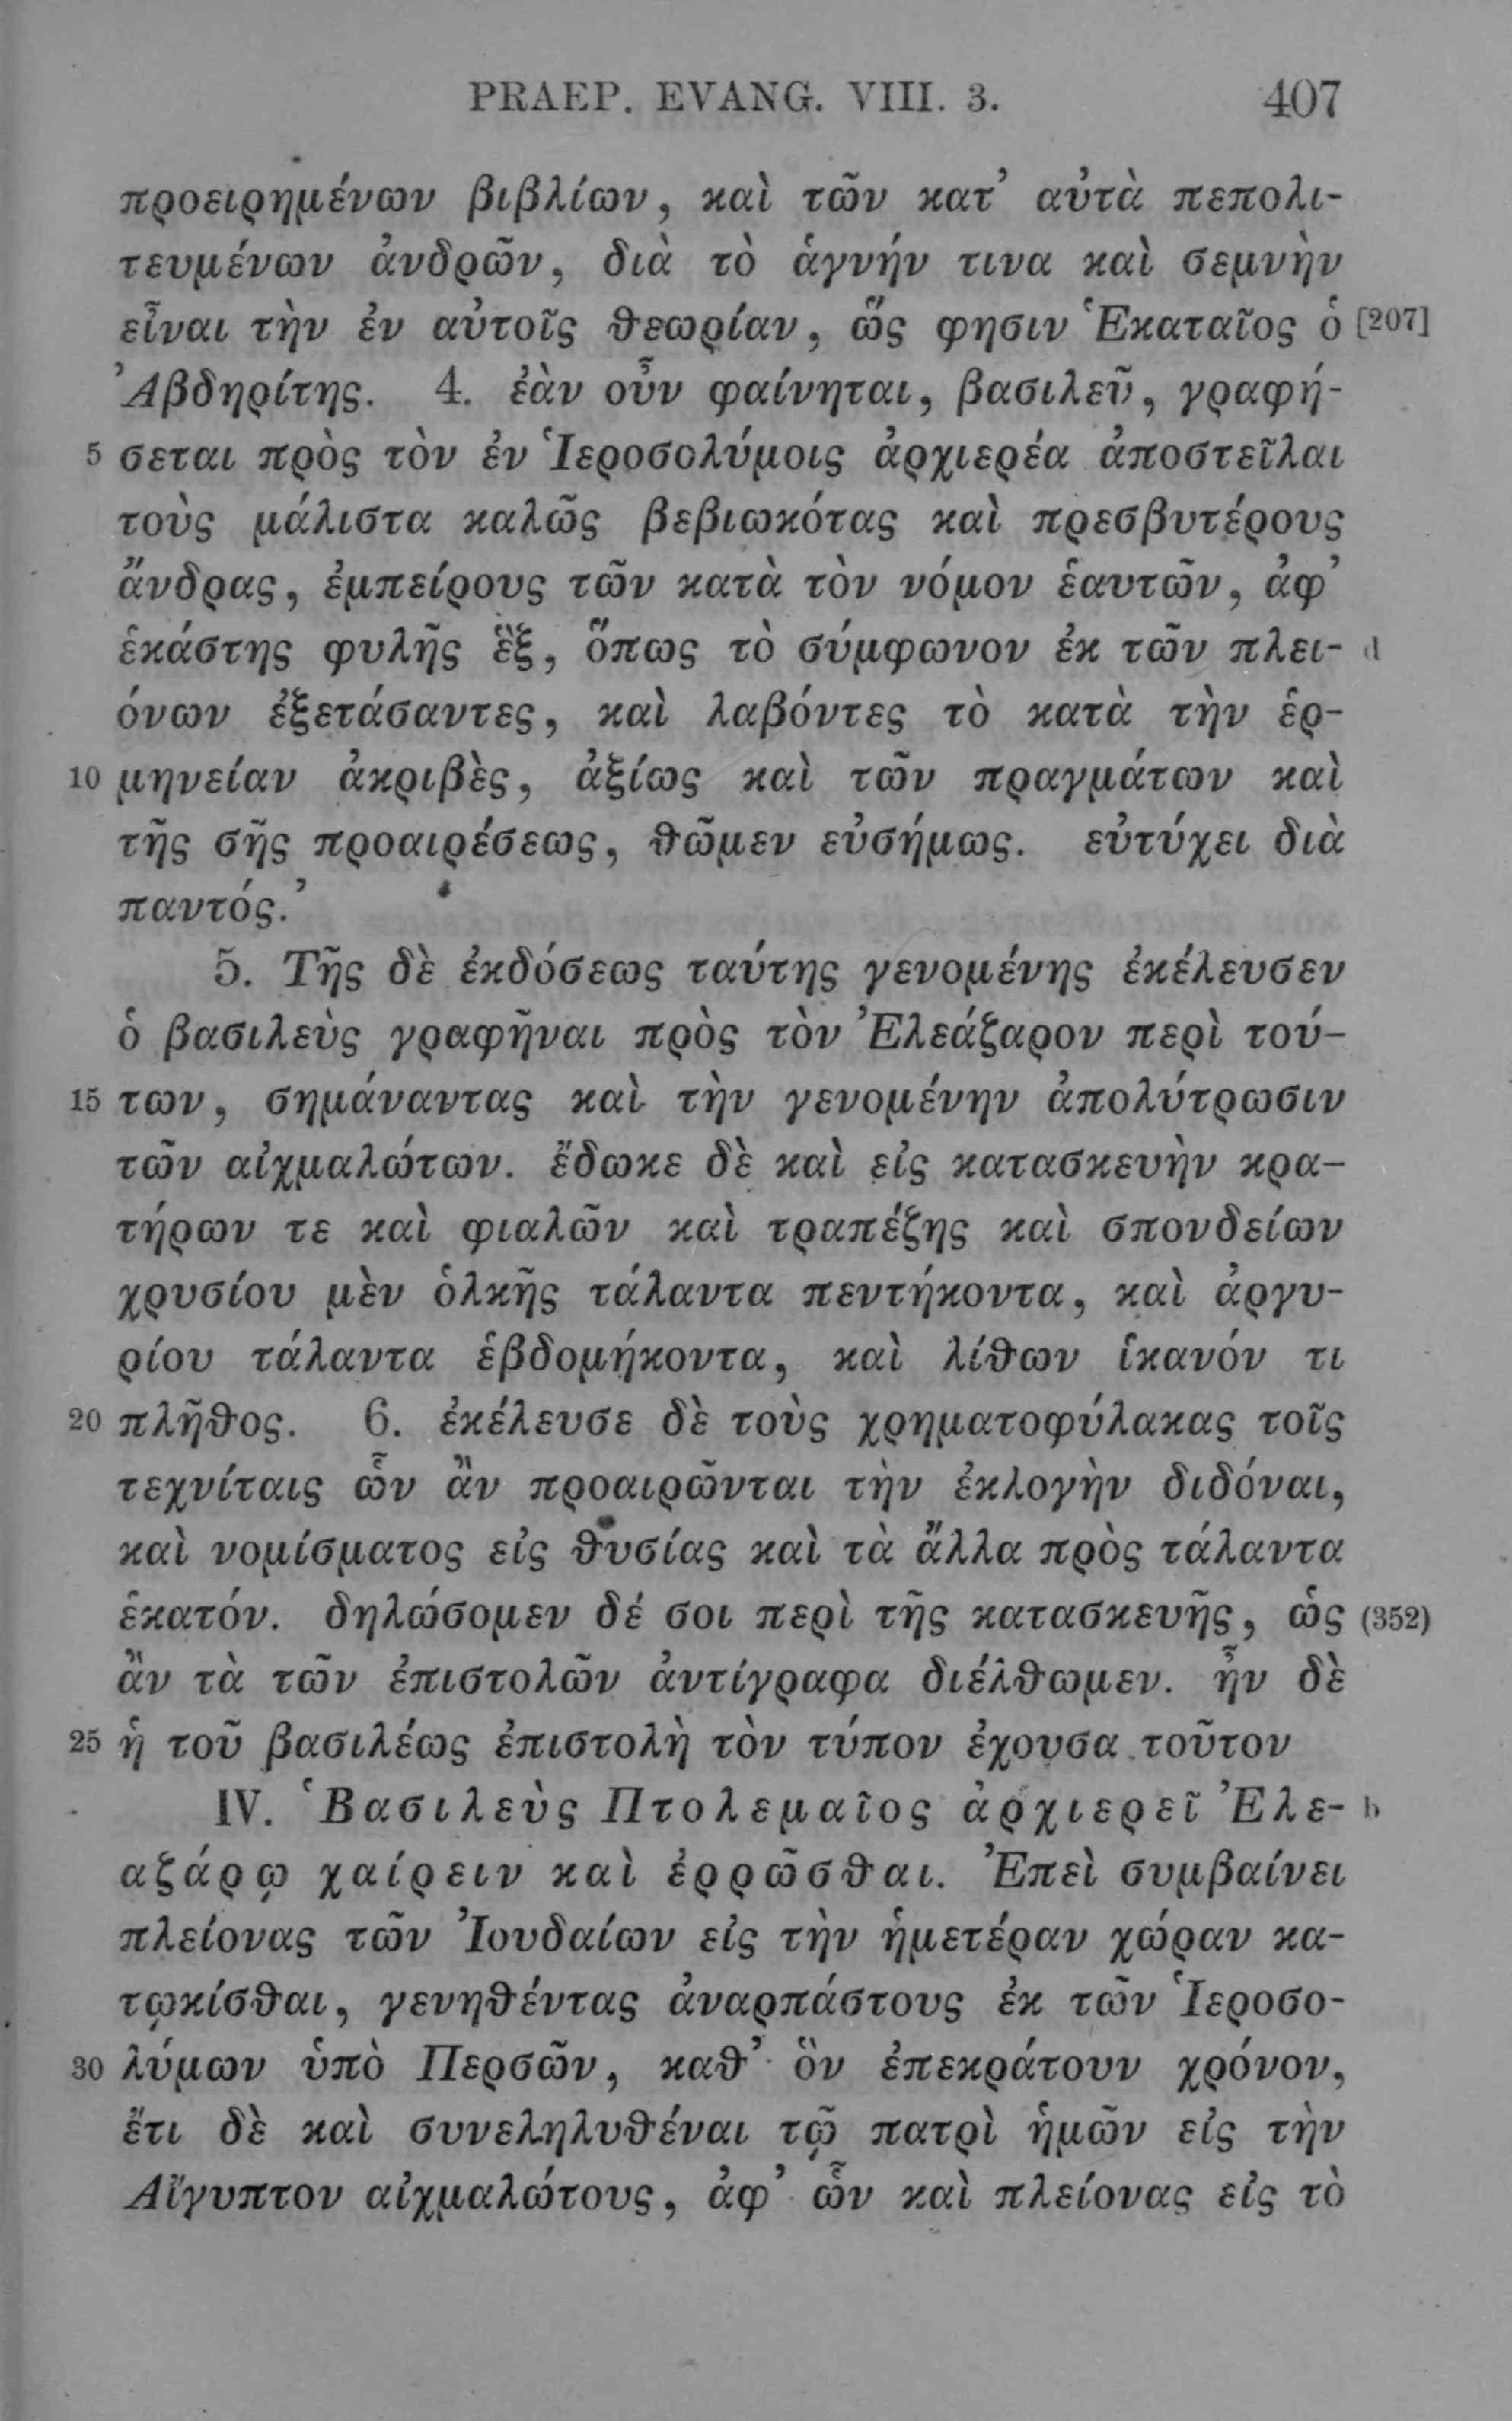 PRAEP. EVANG. VIII. 3. 407
προειρημένων βιβλίων, καὶ τῶν κατ’ αὐτὰ πεπολι-
τευμένων ἀνδρῶν, διὰ τὸ ἁγνήν τινα καὶ σεμνὴν
εἶναι τὴν ἐν αὐτοῖς θεωρίαν, ὥς φησιν Ἑκαταῖος ὁ [207]
Ἀβδηρίτης. 4. ἐὰν οὖν φαίνηται, βασιλεῦ, γραφή-
5 σεται πρὸς τὸν ἐν Ἱεροσολύμοις ἀρχιερέα ἀποστεῖλαι
τοὺς μάλιστα καλῶς βεβιωκότας καὶ πρεσβυτέρους
ἄνδρας, ἐμπείρους τῶν κατὰ τὸν νόμον ἑαυτῶν, ἀφ’
ἑκάστης φυλῆς ἓξ, ὅπως τὸ σύμφωνον ἐκ τῶν πλει- d
όνων ἐξετάσαντες, καὶ λαβόντες τὸ κατὰ τὴν ἑρ-
10 μηνείαν ἀκριβὲς, ἀξίως καὶ τῶν πραγμάτων καὶ
τῆς σῆς προαιρέσεως, θῶμεν εὐσήμως. εὐτύχει διὰ
παντός.’
5. Τῆς δὲ ἐκδόσεως ταύτης γενομένης ἐκέλευσεν
ὁ βασιλεὺς γραφῆναι πρὸς τὸν Ἐλεάζαρον περὶ τού-
15 των, σημάναντας καὶ τὴν γενομένην ἀπολύτρωσιν
τῶν αἰχμαλώτων. ἔδωκε δὲ καὶ εἰς κατασκευὴν κρα-
τήρων τε καὶ φιαλῶν καὶ τραπέζης καὶ σπονδείων
χρυσίου μὲν ὁλκῆς τάλαντα πεντήκοντα, καὶ ἀργυ-
ρίου τάλαντα ἑβδομήκοντα, καὶ λίθων ἱκανόν τι
20 πλῆθος. 6. ἐκέλευσε δὲ τοὺς χρηματοφύλακας τοῖς
τεχνίταις ὧν ἂν προαιρῶνται τὴν ἐκλογὴν διδόναι,
καὶ νομίσματος εἰς θυσίας καὶ τὰ ἄλλα πρὸς τάλαντα
ἑκατόν. δηλώσομεν δέ σοι περὶ τῆς κατασκευῆς, ὡς (352)
ἂν τὰ τῶν ἐπιστολῶν ἀντίγραφα διέλθωμεν. ἦν δὲ
25 ἡ τοῦ βασιλέως ἐπιστολὴ τὸν τύπον ἔχουσα τοῦτον
IV. ‘Βασιλεὺς Πτολεμαῖος ἀρχιερεῖ Ἐλε- b
αζάρῳ χαίρειν καὶ ἐρρῶσθαι. Ἐπεὶ συμβαίνει
πλείονας τῶν Ἰουδαίων εἰς τὴν ἡμετέραν χώραν κα-
τῳκίσθαι, γενηθέντας ἀναρπάστους ἐκ τῶν Ἱεροσο-
30 λύμων ὑπὸ Περσῶν, καθ’ ὃν ἐπεκράτουν χρόνον,
ἔτι δὲ καὶ συνεληλυθέναι τῷ πατρὶ ἡμῶν εἰς τὴν
Αἴγυπτον αἰχμαλώτους, ἀφ’ ὧν καὶ πλείονας εἰς τὸ